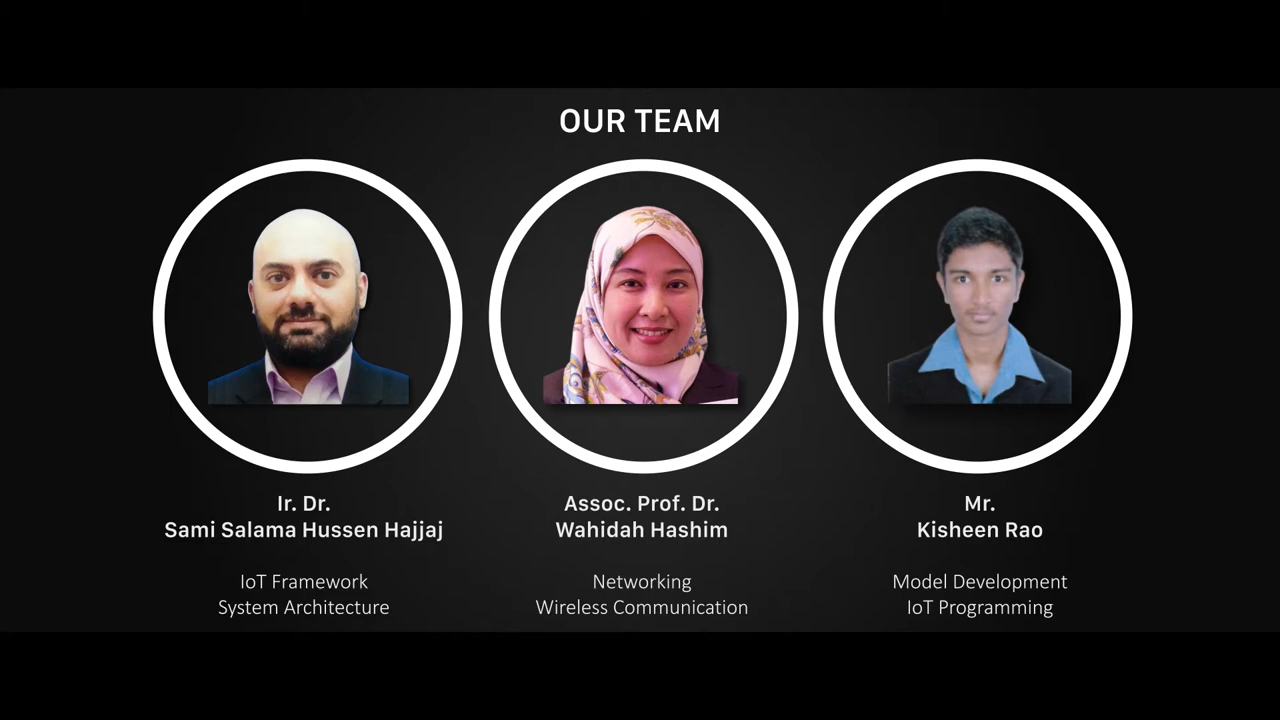 OUR TEAM
Ir. Dr.
Sami Salama Hussen Hajjaj
IoT Framework
System Architecture
Assoc. Prof. Dr.
Wahidah Hashim
Networking
Wireless Communication
Mr.
Kisheen Rao
Model Development
IoT Programming